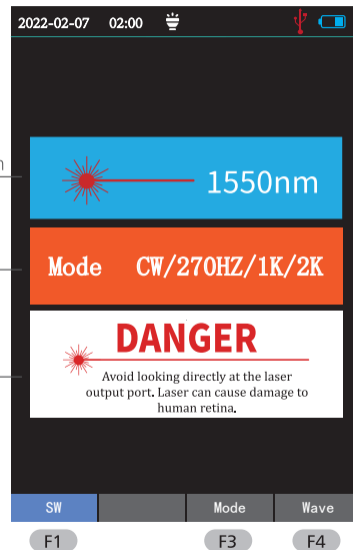 2022-02-07 02:00
1550nm
Mode CW/270HZ/1K/2K
DANGER
Avoid looking directly at the laser
output port. Laser can cause damage to
human retina.
SW Mode Wave
F1 F3 F4